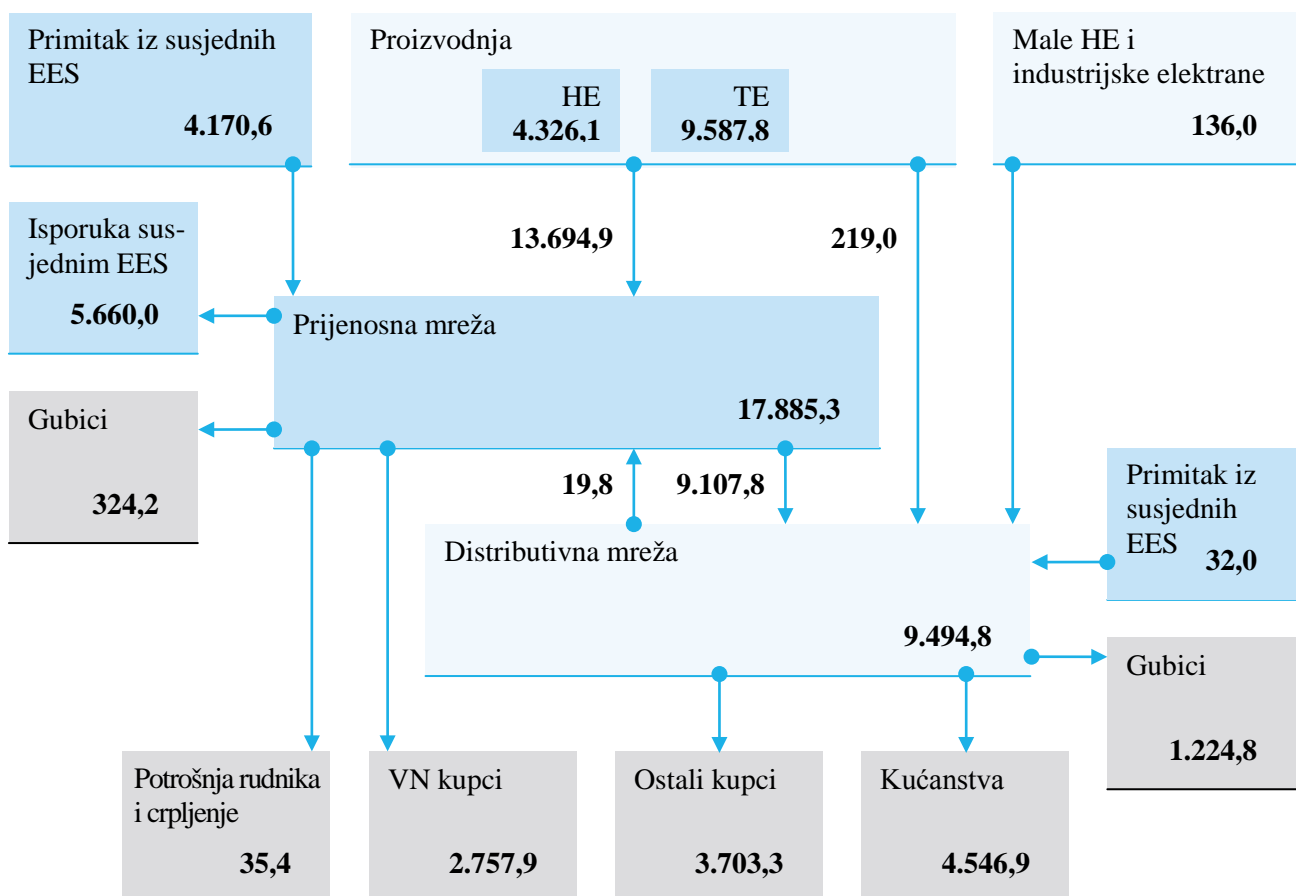 Primitak iz susjednih
EES
4.170,6
Proizvodnja
HE
4.326,1
TE
9.587,8
Male HE i
industrijske elektrane
136,0
Isporuka sus-
jednim EES
5.660,0
13.694,9
219,0
Prijenosna mreža
17.885,3
Gubici
324,2
19,8
9.107,8
Primitak iz
susjednih
EES
32,0
Distributivna mreža
9.494,8
Gubici
1.224,8
Potrošnja rudnika
i crpljenje
35,4
VN kupci
2.757,9
Ostali kupci
3.703,3
Kućanstva
4.546,9